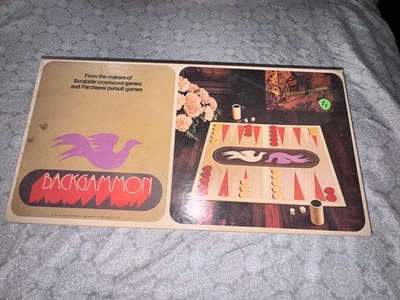 From the makers of
Scrabble crossword games
and Parcheesi pursuit games
BACKGAMMON